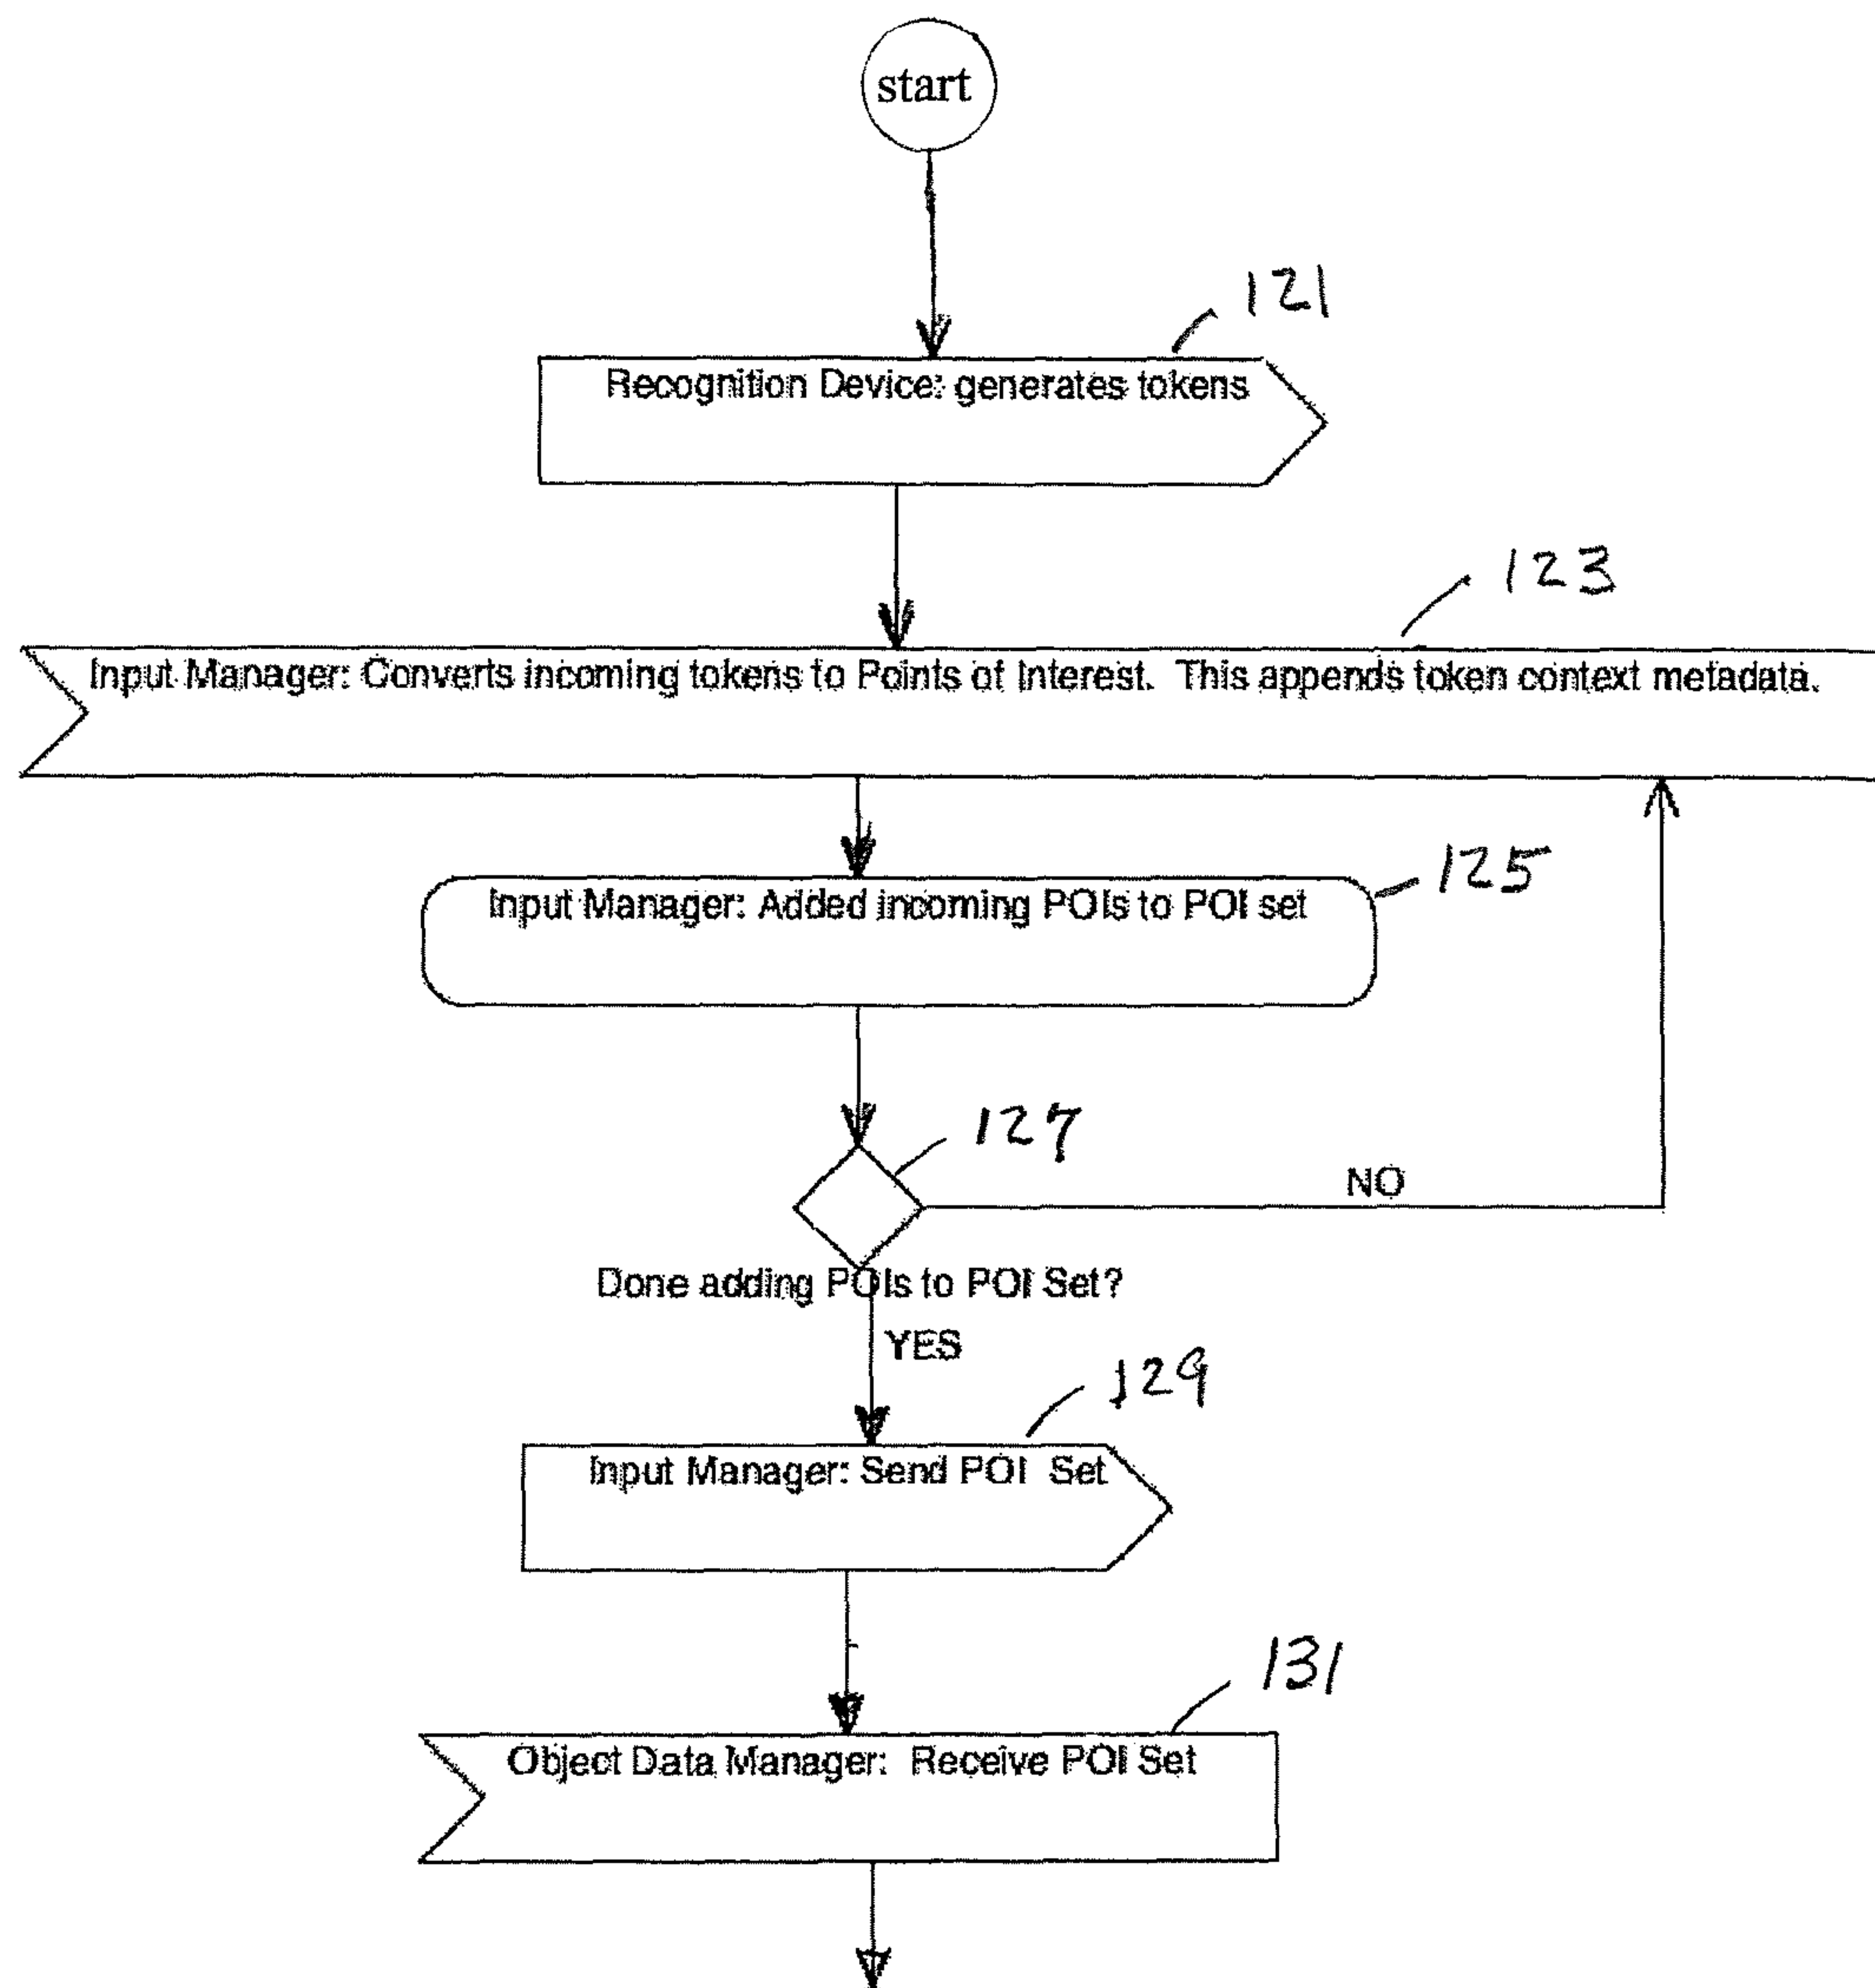 start
121
Recognition Device: generates tokens
123
Input Manager: Converts incoming tokens to Points of Interest.  This appends token context metadata.
125
Input Manager: Added incoming POIs to POI set
127
NO
Done adding POIs to POI Set?
YES
129
Input Manager: Send POI  Set
131
Object Data Manager:  Receive POI Set